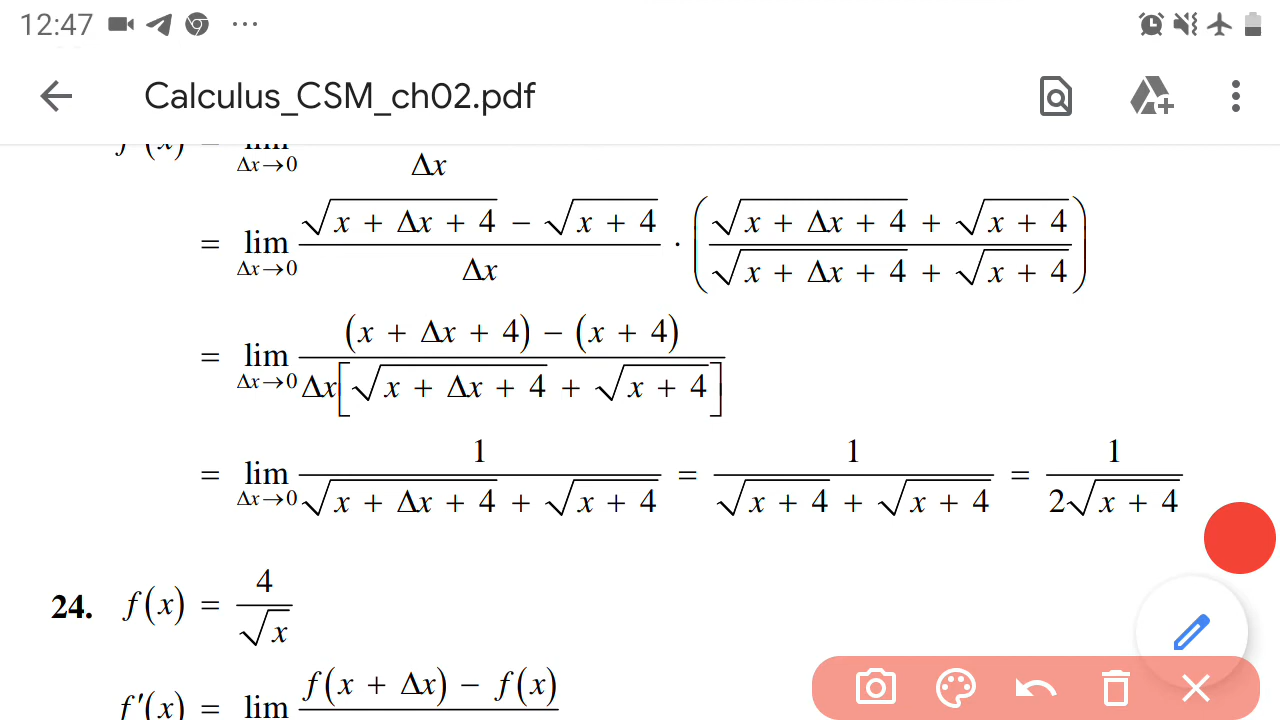 12:47 ...
Calculus_CSM_ch02.pdf
f'(x) = lim Δx→0 Δx
= lim Δx→0 √(x + Δx + 4) − √(x + 4) / Δx · ( √(x + Δx + 4) + √(x + 4) / √(x + Δx + 4) + √(x + 4) )
= lim Δx→0 (x + Δx + 4) − (x + 4) / Δx[√(x + Δx + 4) + √(x + 4)]
= lim Δx→0 1 / √(x + Δx + 4) + √(x + 4) = 1 / √(x + 4) + √(x + 4) = 1 / 2√(x + 4)
24. f(x) = 4 / √x
f'(x) = lim f(x + Δx) − f(x)